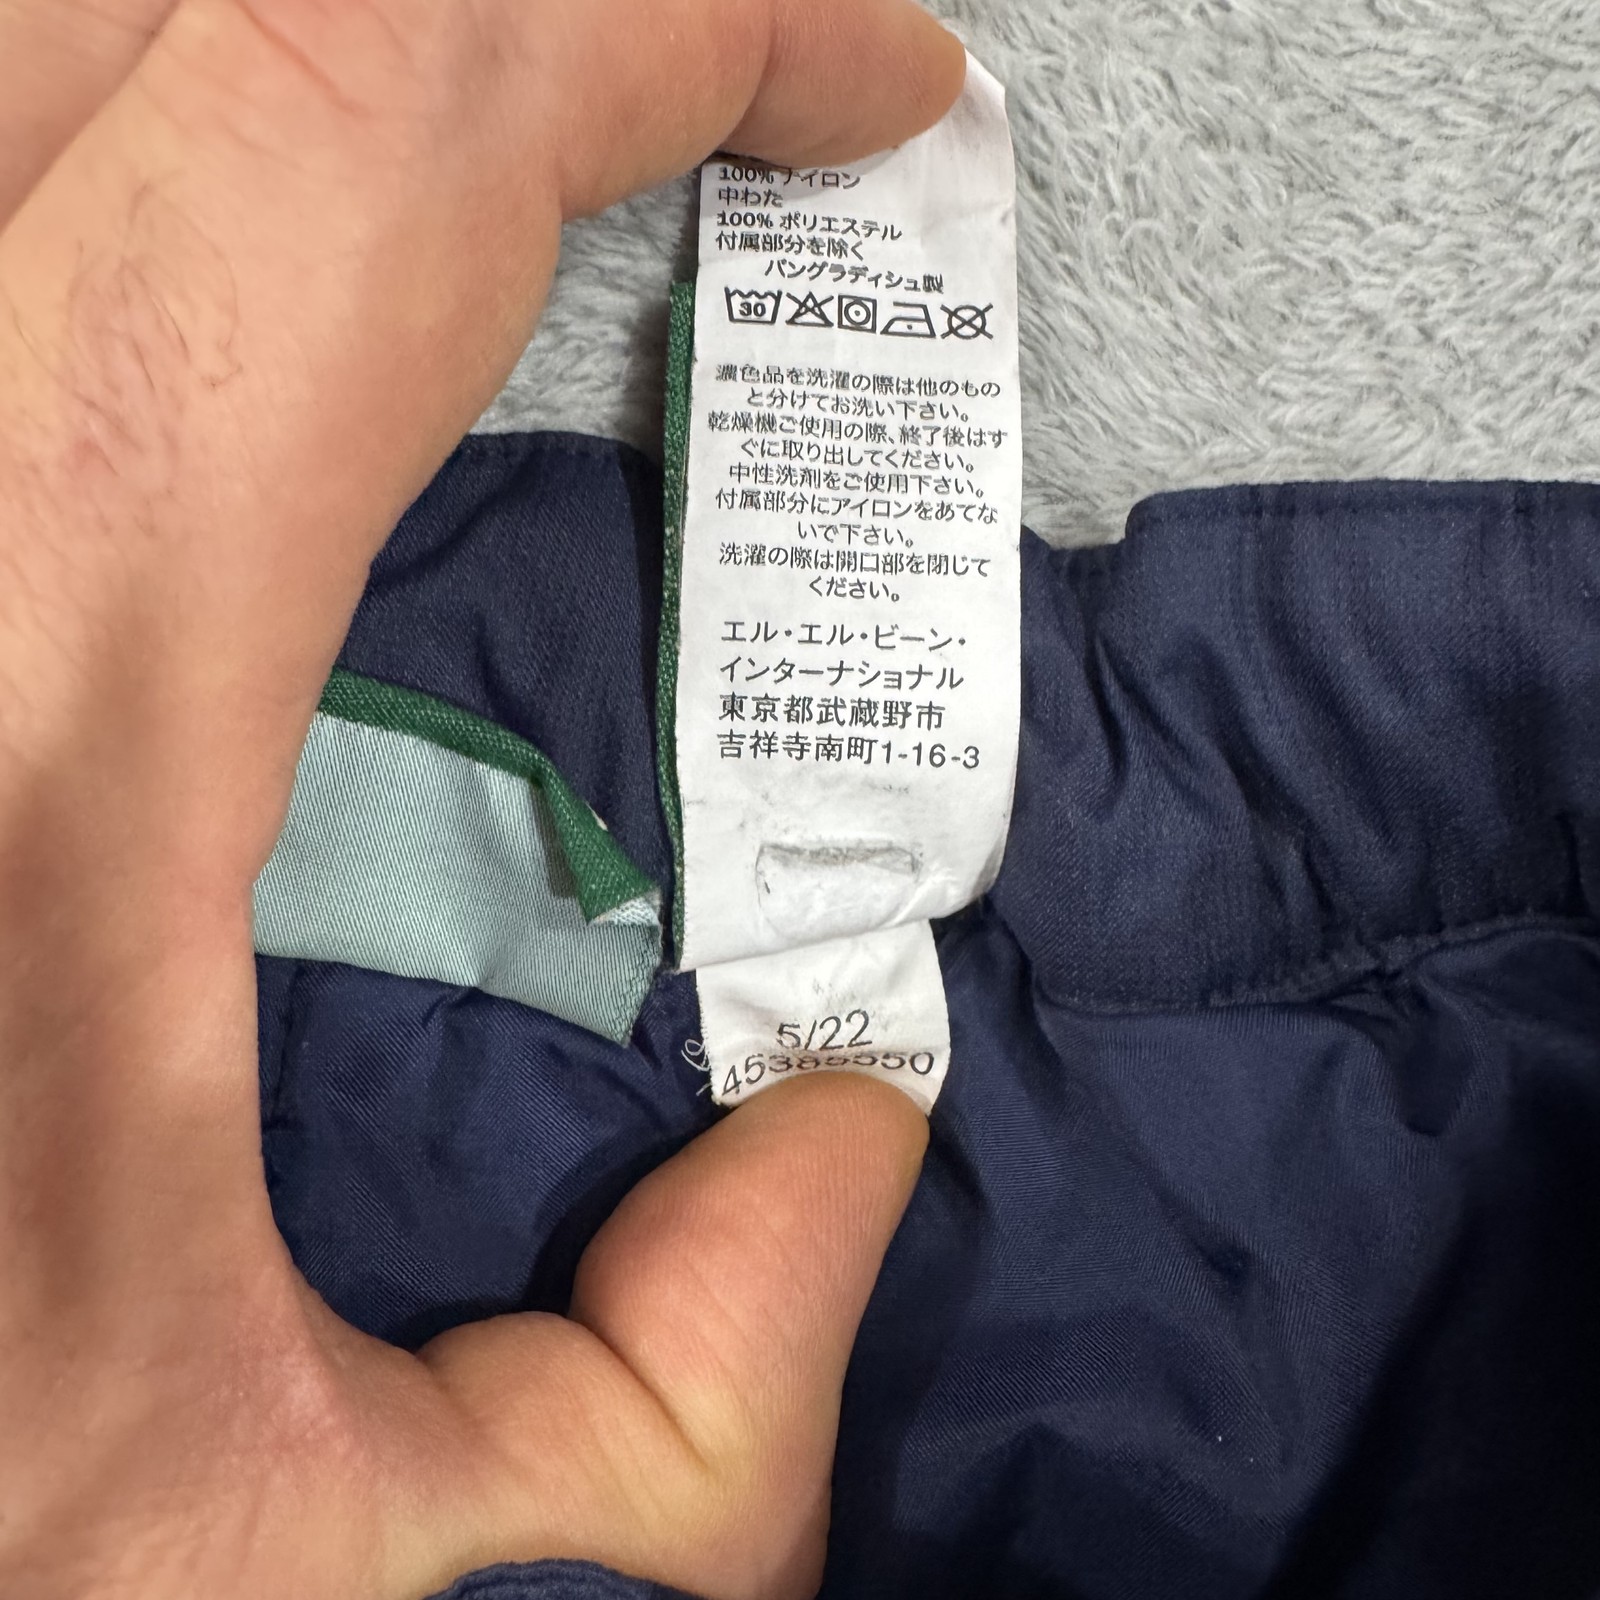 100% ナイロン
中わた
100% ポリエステル
付属部分を除く
バングラディシュ製
30
濃色品を洗濯の際は他のもの
と分けてお洗い下さい。
乾燥機ご使用の際、終了後はす
ぐに取り出してください。
中性洗剤をご使用下さい。
付属部分にアイロンをあてな
いで下さい。
洗濯の際は開口部を閉じて
ください。
エル・エル・ビーン・
インターナショナル
東京都武蔵野市
吉祥寺南町1-16-3
5/22